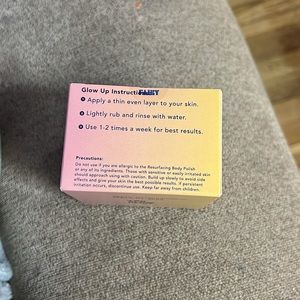 Glow Up Instructions
Apply a thin even layer to your skin.
Lightly rub and rinse with water.
Use 1-2 times a week for best results.
Precautions:
Do not use if you are allergic to the Resurfacing Body Polish
or any of its ingredients. Those with sensitive or easily irritated skin
should approach using with caution. Build up slowly to avoid side
effects and give your skin the best possible results. If persistent
irritation occurs, discontinue use. Keep far away from children.